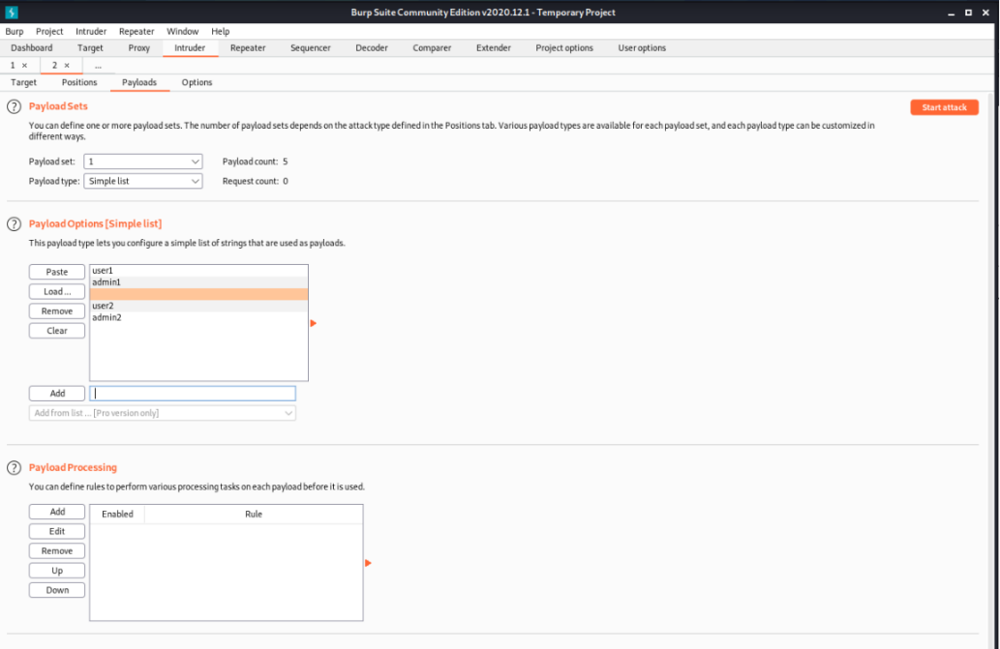 Burp Suite Community Edition v2020.12.1 - Temporary Project
Burp Project Intruder Repeater Window Help
Dashboard Target Proxy Intruder Repeater Sequencer Decoder Comparer Extender Project options User options
1 × 2 × ...
Target Positions Payloads Options
? Payload Sets
Start attack
You can define one or more payload sets. The number of payload sets depends on the attack type defined in the Positions tab. Various payload types are available for each payload set, and each payload type can be customized in
different ways.
Payload set: 1 Payload count: 5
Payload type: Simple list Request count: 0
? Payload Options [Simple list]
This payload type lets you configure a simple list of strings that are used as payloads.
Paste
Load ...
Remove
Clear
user1
admin1
user2
admin2
Add
Add from list ... [Pro version only]
? Payload Processing
You can define rules to perform various processing tasks on each payload before it is used.
Add
Edit
Remove
Up
Down
Enabled Rule